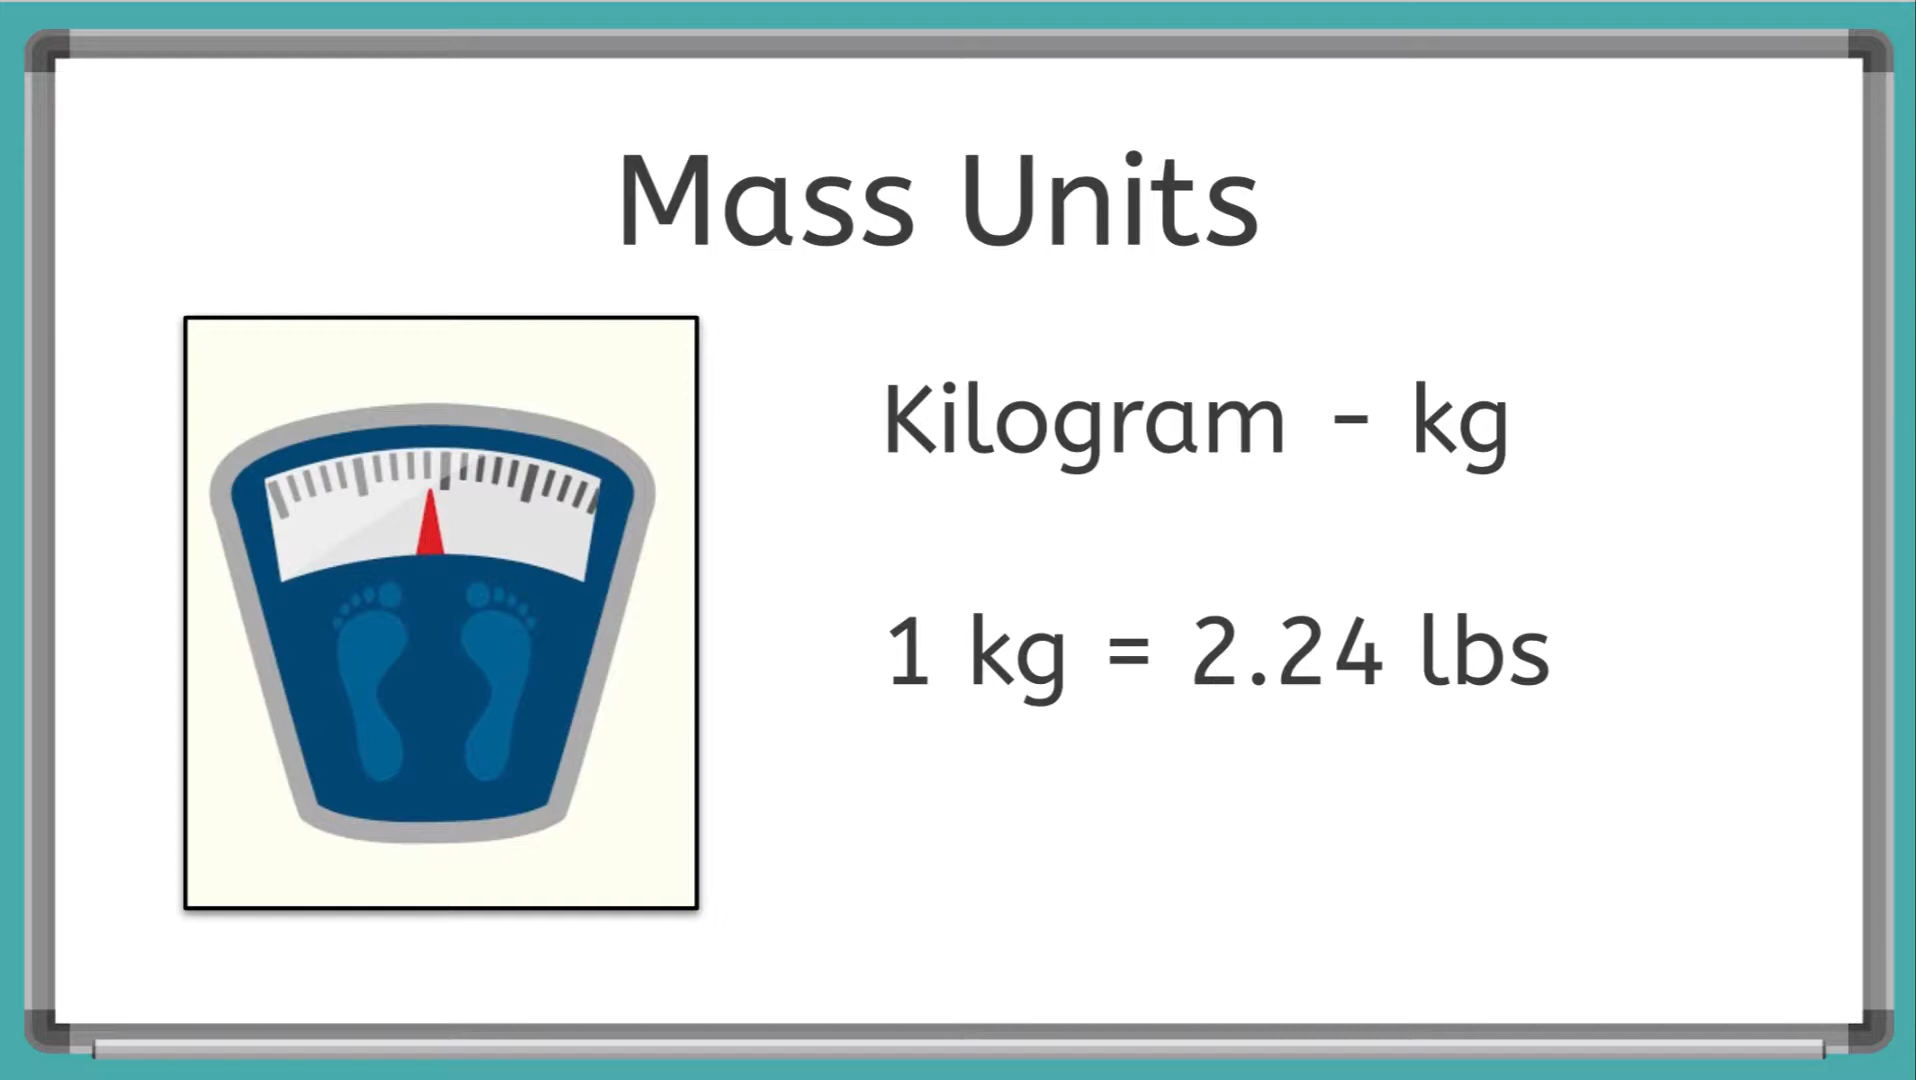 Mass Units
Kilogram - kg
1 kg = 2.24 lbs